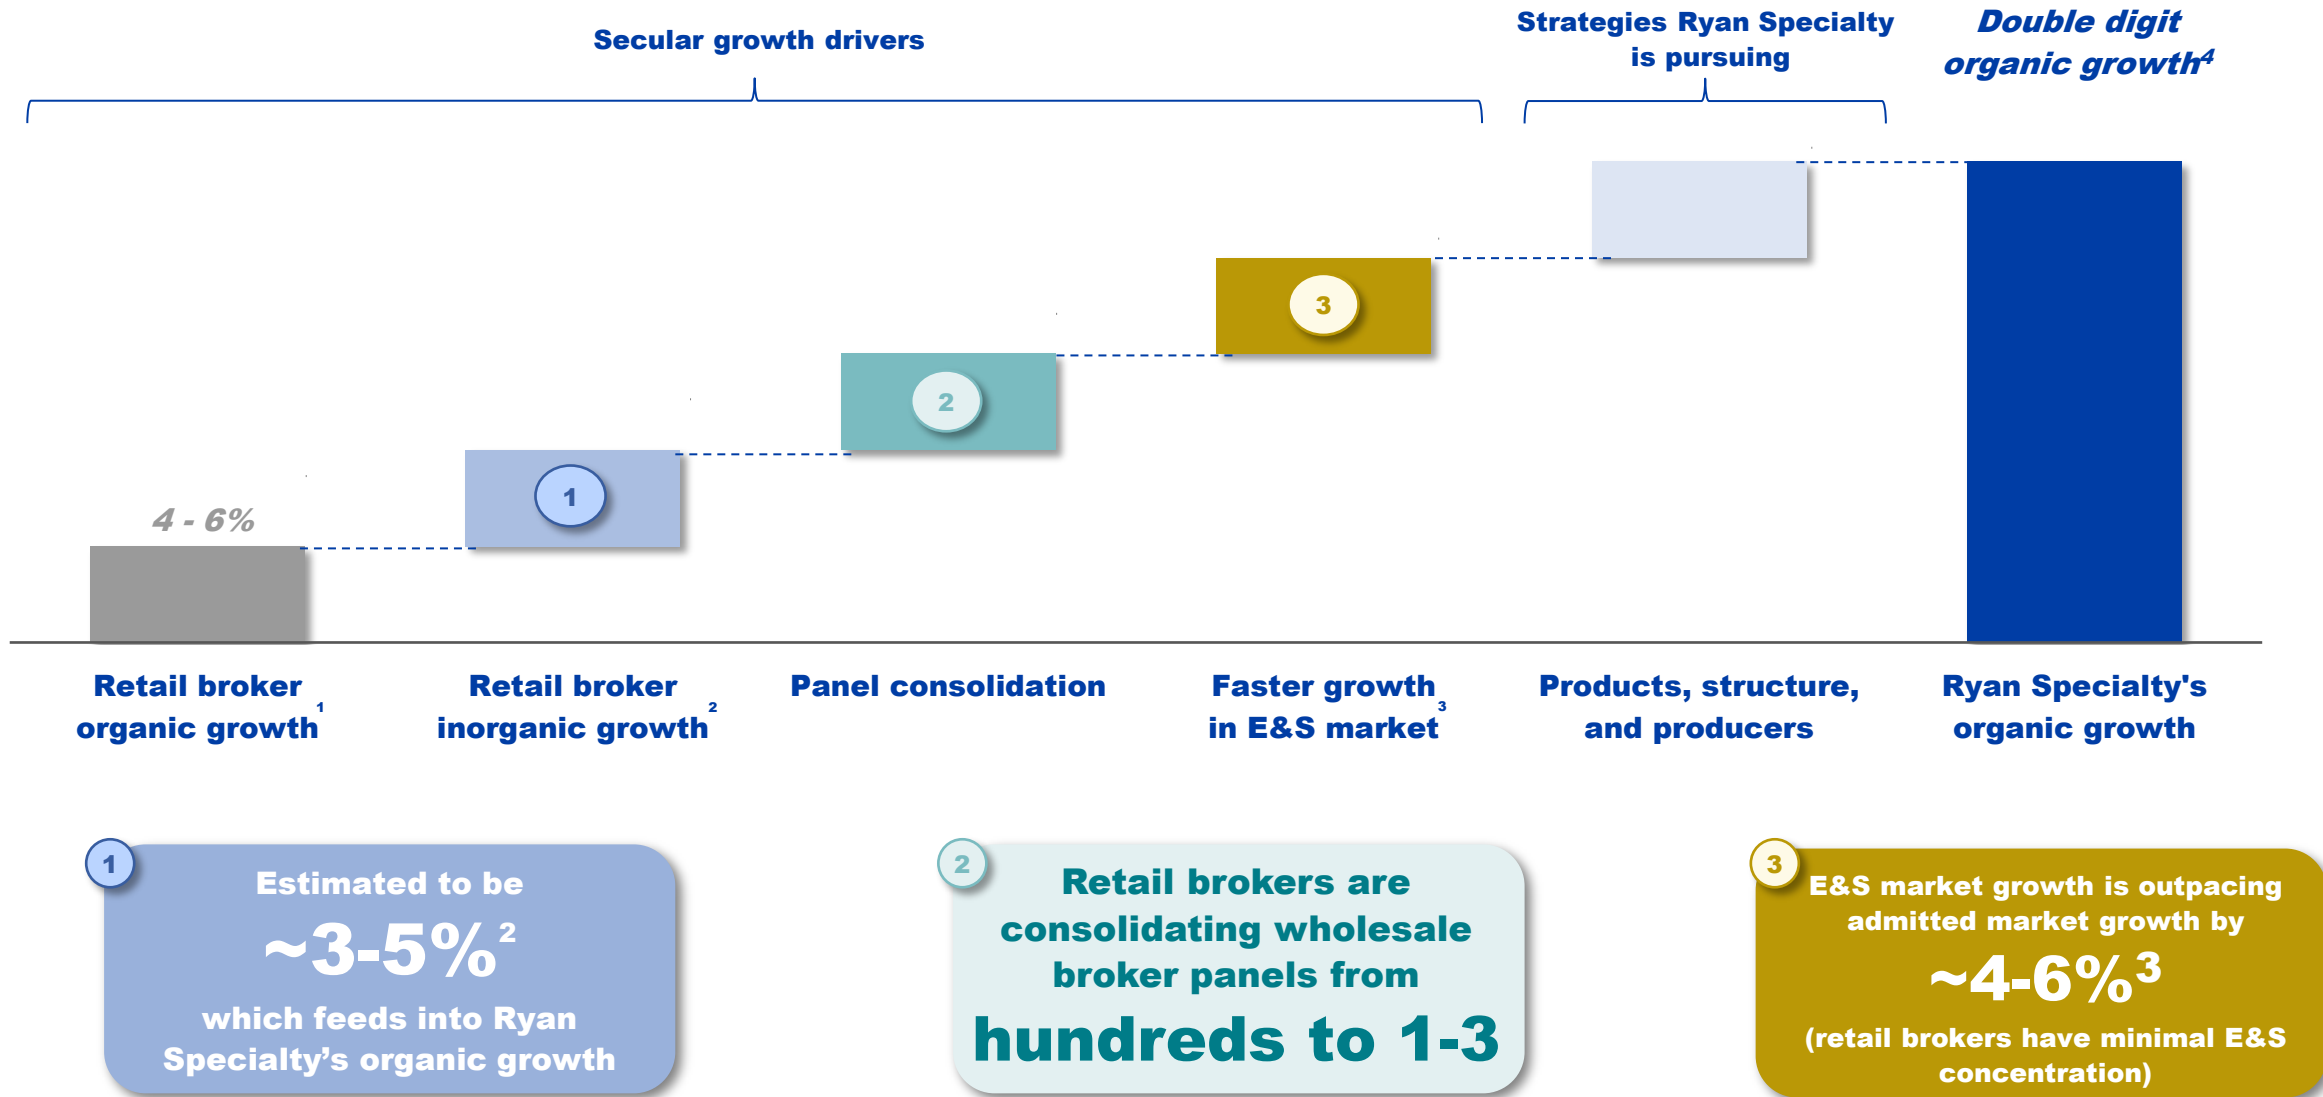 Secular growth drivers
Strategies Ryan Specialty
is pursuing
Double digit
organic growth4
4 - 6%
1
2
3
Retail broker
organic growth1
Retail broker
inorganic growth2
Panel consolidation
Faster growth
in E&S market3
Products, structure,
and producers
Ryan Specialty's
organic growth
1
Estimated to be
~3-5%2
which feeds into Ryan
Specialty’s organic growth
2
Retail brokers are
consolidating wholesale
broker panels from
hundreds to 1-3
3
E&S market growth is outpacing
admitted market growth by
~4-6%3
(retail brokers have minimal E&S
concentration)